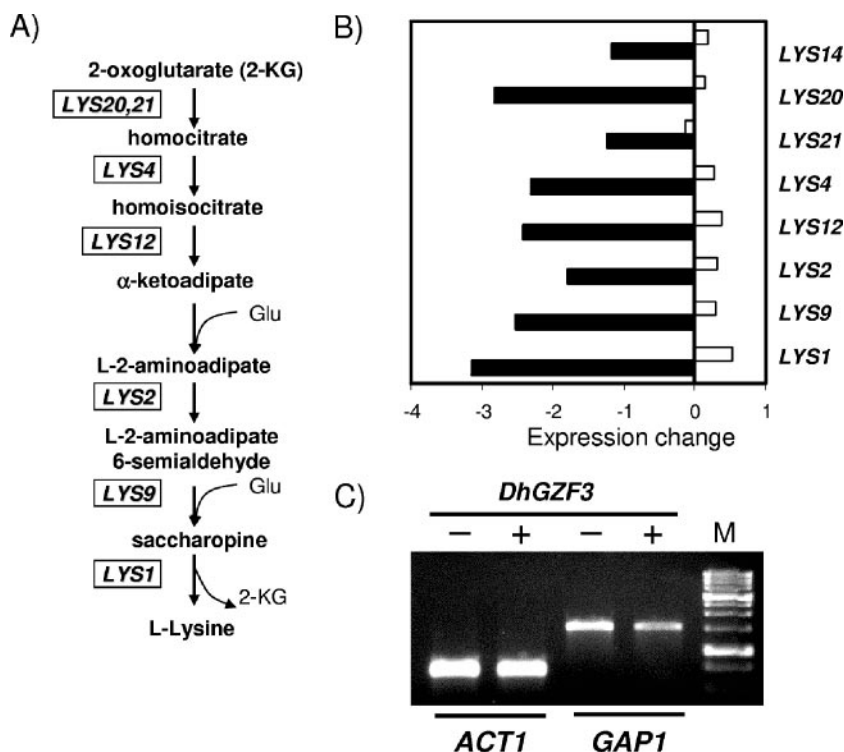 A)
2-oxoglutarate (2-KG)
LYS20,21
homocitrate
LYS4
homoisocitrate
LYS12
α-ketoadipate
Glu
L-2-aminoadipate
LYS2
L-2-aminoadipate
6-semialdehyde
LYS9
Glu
saccharopine
LYS1
2-KG
L-Lysine
B)
LYS14
LYS20
LYS21
LYS4
LYS12
LYS2
LYS9
LYS1
-4 -3 -2 -1 0 1
Expression change
C)
DhGZF3
− + − + M
ACT1 GAP1